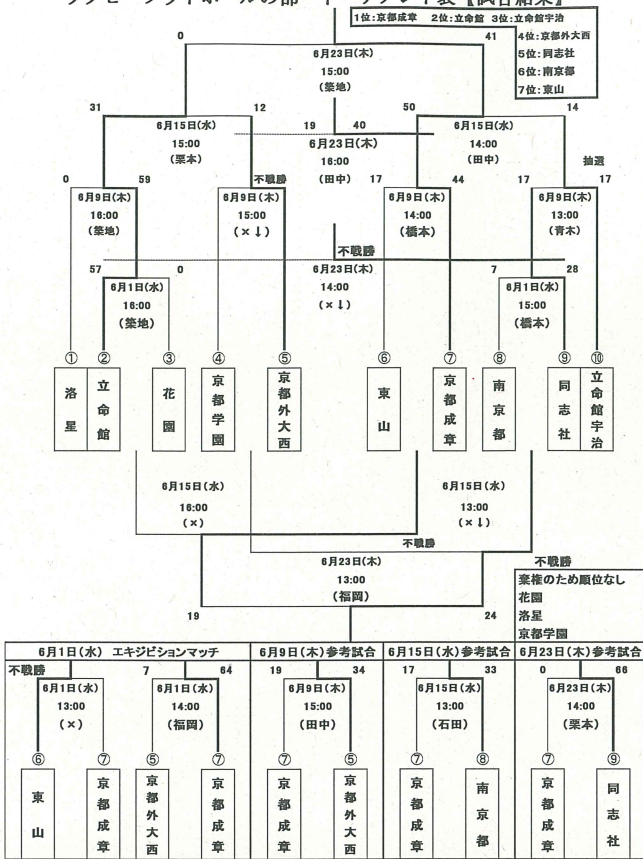 1位:京都成章 2位:立命館 3位:立命館宇治
4位:京都外大西
5位:同志社
6位:南京都
7位:東山
0
6月23日(木)
15:00
(築地)
41
31
6月15日(水)
15:00
(栗本)
12
19 40
6月23日(木)
16:00
(田中)
50
6月15日(水)
14:00
(田中)
14
0
6月9日(木)
16:00
(築地)
59
6月9日(木)
15:00
(×↓)
不戦勝
17
6月9日(木)
14:00
(橋本)
44
17
6月9日(木)
13:00
(青木)
抽選
17
57
6月1日(水)
16:00
(築地)
0
不戦勝
6月23日(木)
14:00
(×↓)
7
6月1日(水)
15:00
(橋本)
28
① ② ③ ④ ⑤ ⑥ ⑦ ⑧ ⑨ ⑩
洛星
立命館
花園
京都学園
京都外大西
東山
京都成章
南京都
同志社
立命館宇治
6月15日(水)
16:00
(×)
6月15日(水)
13:00
(×↓)
不戦勝
6月23日(木)
13:00
(福岡)
19
24
不戦勝
棄権のため順位なし
花園
洛星
京都学園
6月1日(水) エキジビションマッチ
不戦勝
6月1日(水)
13:00
(×)
⑥ ⑦
東山
京都成章
7
6月1日(水)
14:00
(福岡)
64
⑤ ⑦
京都外大西
京都成章
6月9日(木)参考試合
19
6月9日(木)
15:00
(田中)
34
⑦ ⑤
京都成章
京都外大西
6月15日(水)参考試合
17
6月15日(水)
13:00
(石田)
33
⑦ ⑧
京都成章
南京都
6月23日(木)参考試合
0
6月23日(木)
14:00
(栗本)
66
⑦ ⑨
京都成章
同志社